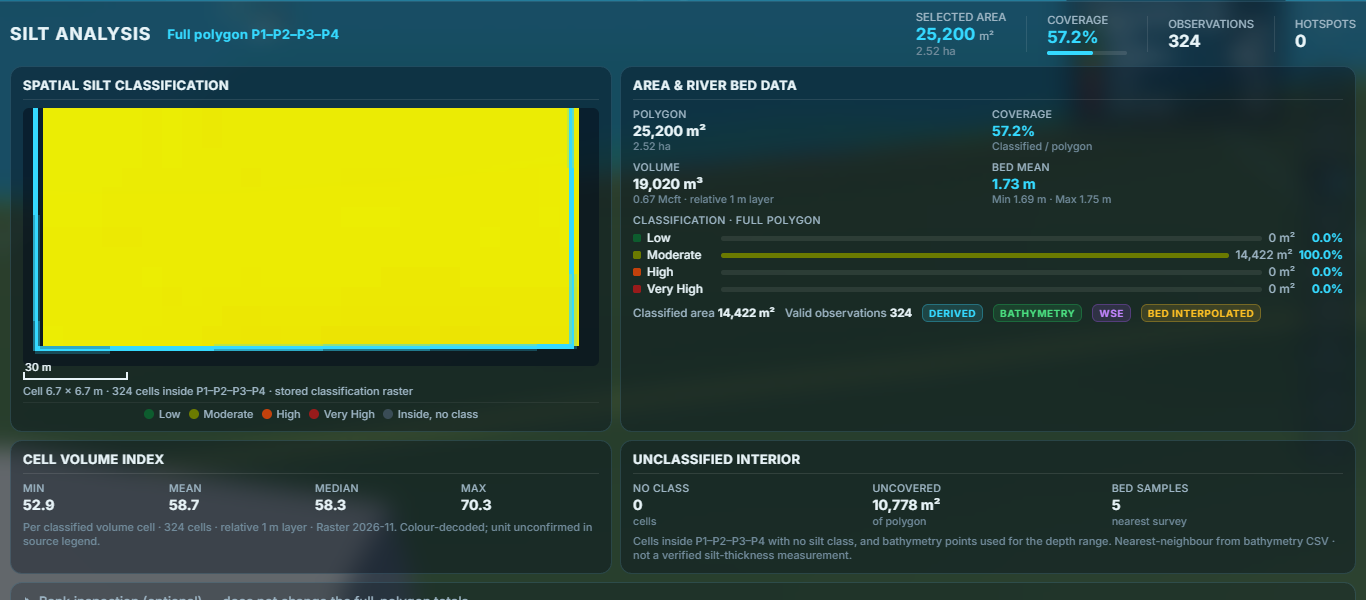 SILT ANALYSIS Full polygon P1–P2–P3–P4
SELECTED AREA
25,200 m²
2.52 ha
COVERAGE
57.2%
OBSERVATIONS
324
HOTSPOTS
0
SPATIAL SILT CLASSIFICATION
30 m
Cell 6.7 × 6.7 m · 324 cells inside P1–P2–P3–P4 · stored classification raster
Low Moderate High Very High Inside, no class
AREA & RIVER BED DATA
POLYGON
25,200 m²
2.52 ha
COVERAGE
57.2%
Classified / polygon
VOLUME
19,020 m³
0.67 Mcft · relative 1 m layer
BED MEAN
1.73 m
Min 1.69 m · Max 1.75 m
CLASSIFICATION · FULL POLYGON
Low 0 m² 0.0%
Moderate 14,422 m² 100.0%
High 0 m² 0.0%
Very High 0 m² 0.0%
Classified area 14,422 m² Valid observations 324 DERIVED BATHYMETRY WSE BED INTERPOLATED
CELL VOLUME INDEX
MIN
52.9
MEAN
58.7
MEDIAN
58.3
MAX
70.3
Per classified volume cell · 324 cells · relative 1 m layer · Raster 2026-11. Colour-decoded; unit unconfirmed in
source legend.
UNCLASSIFIED INTERIOR
NO CLASS
0
cells
UNCOVERED
10,778 m²
of polygon
BED SAMPLES
5
nearest survey
Cells inside P1–P2–P3–P4 with no silt class, and bathymetry points used for the depth range. Nearest-neighbour from bathymetry CSV ·
not a verified silt-thickness measurement.
Bank inspection (optional) — does not change the full-polygon totals